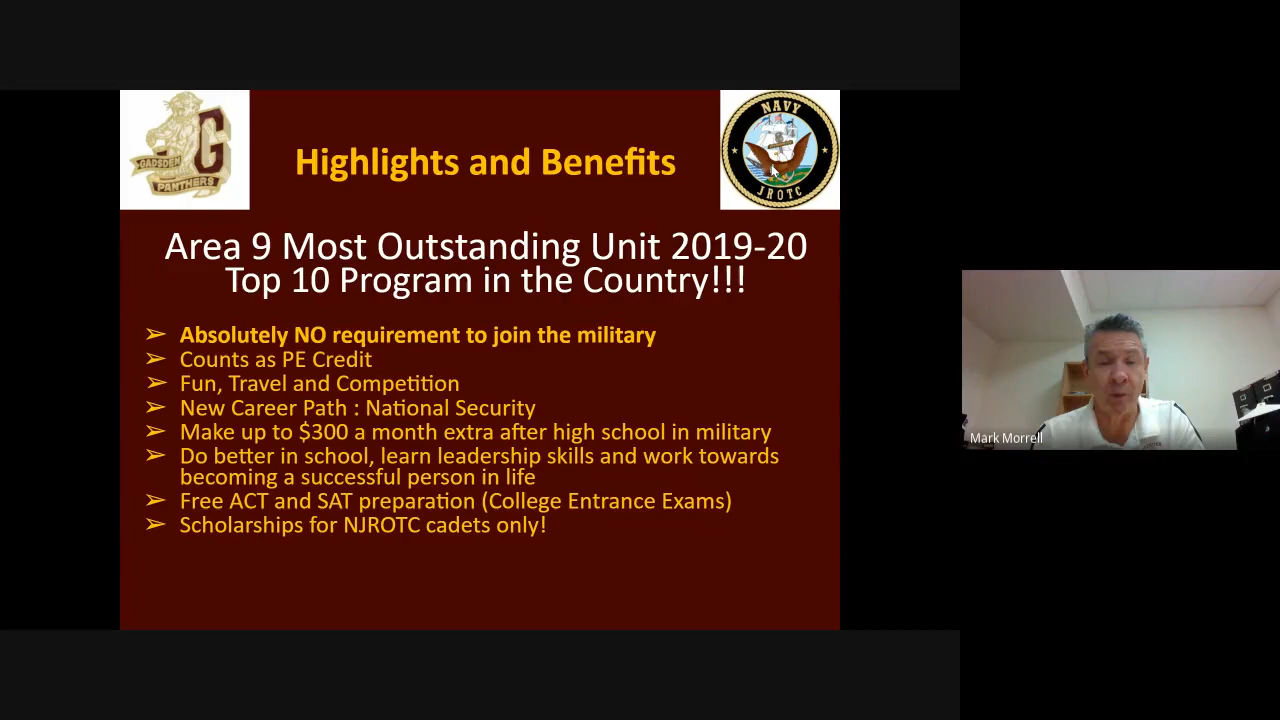 GADSDEN
G
PANTHERS
Highlights and Benefits
NAVY
JROTC
Area 9 Most Outstanding Unit 2019-20
Top 10 Program in the Country!!!
➢ Absolutely NO requirement to join the military
➢ Counts as PE Credit
➢ Fun, Travel and Competition
➢ New Career Path : National Security
➢ Make up to $300 a month extra after high school in military
➢ Do better in school, learn leadership skills and work towards
becoming a successful person in life
➢ Free ACT and SAT preparation (College Entrance Exams)
➢ Scholarships for NJROTC cadets only!
Mark Morrell